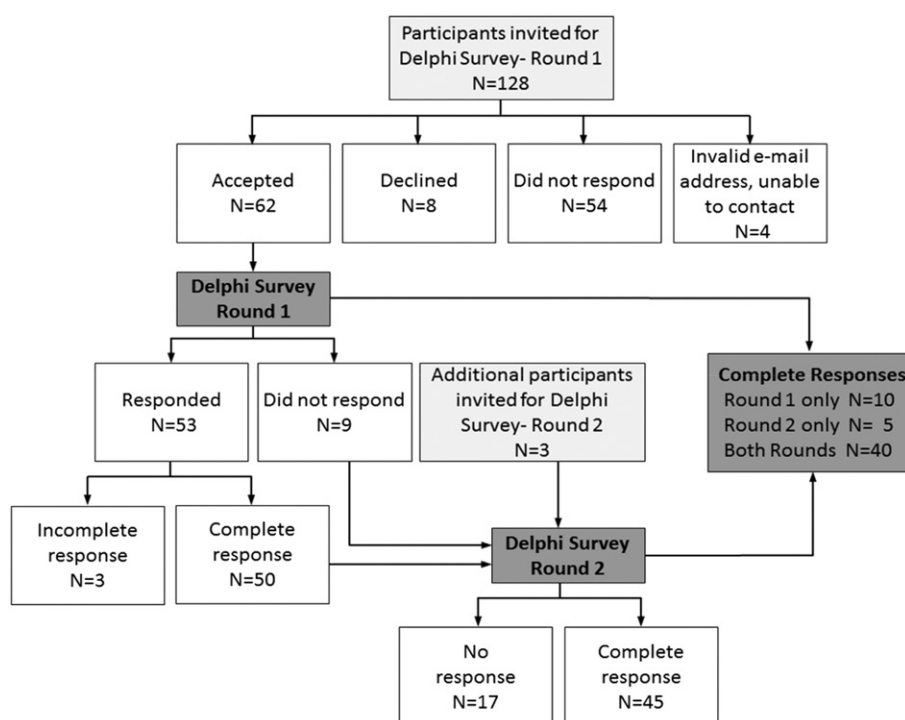 Participants invited for
Delphi Survey- Round 1
N=128
Accepted
N=62
Declined
N=8
Did not respond
N=54
Invalid e-mail
address, unable
to contact
N=4
Delphi Survey
Round 1
Responded
N=53
Did not respond
N=9
Additional participants
invited for Delphi
Survey- Round 2
N=3
Complete Responses
Round 1 only N=10
Round 2 only N= 5
Both Rounds N=40
Incomplete
response
N=3
Complete
response
N=50
Delphi Survey
Round 2
No
response
N=17
Complete
response
N=45